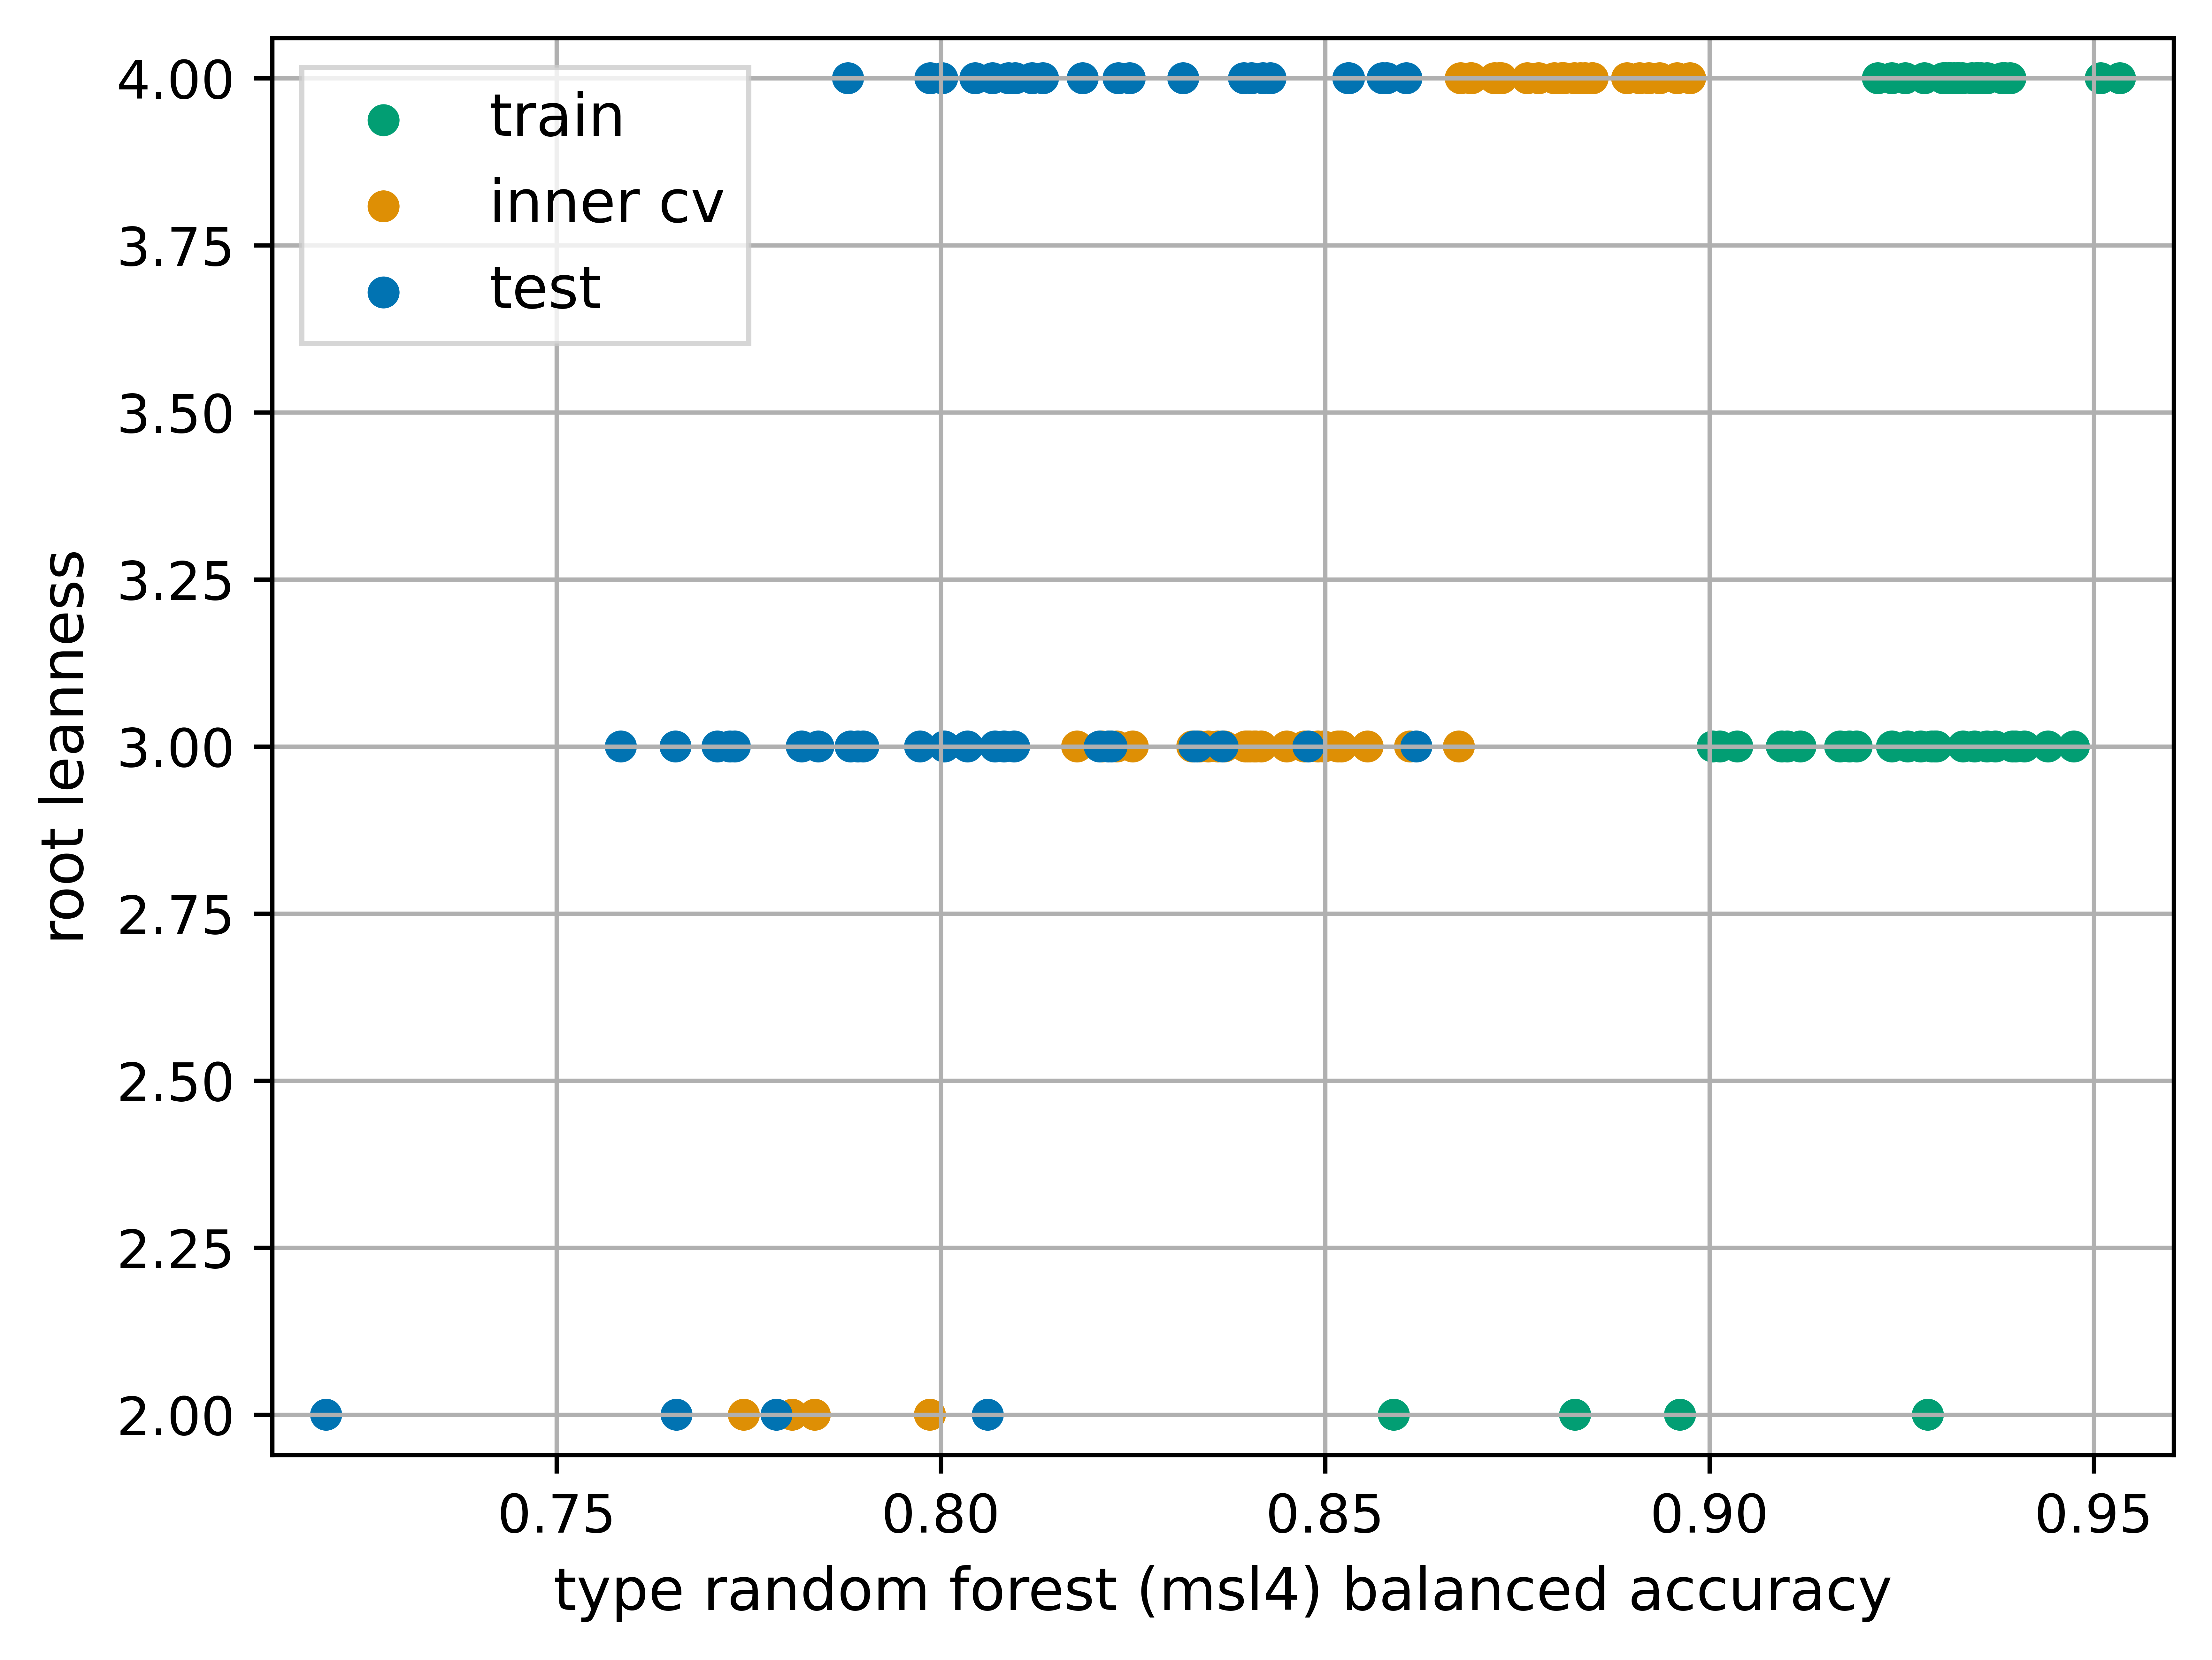 train
inner cv
test
4.00
3.75
3.50
3.25
3.00
2.75
2.50
2.25
2.00
root leanness
0.75 0.80 0.85 0.90 0.95
type random forest (msl4) balanced accuracy